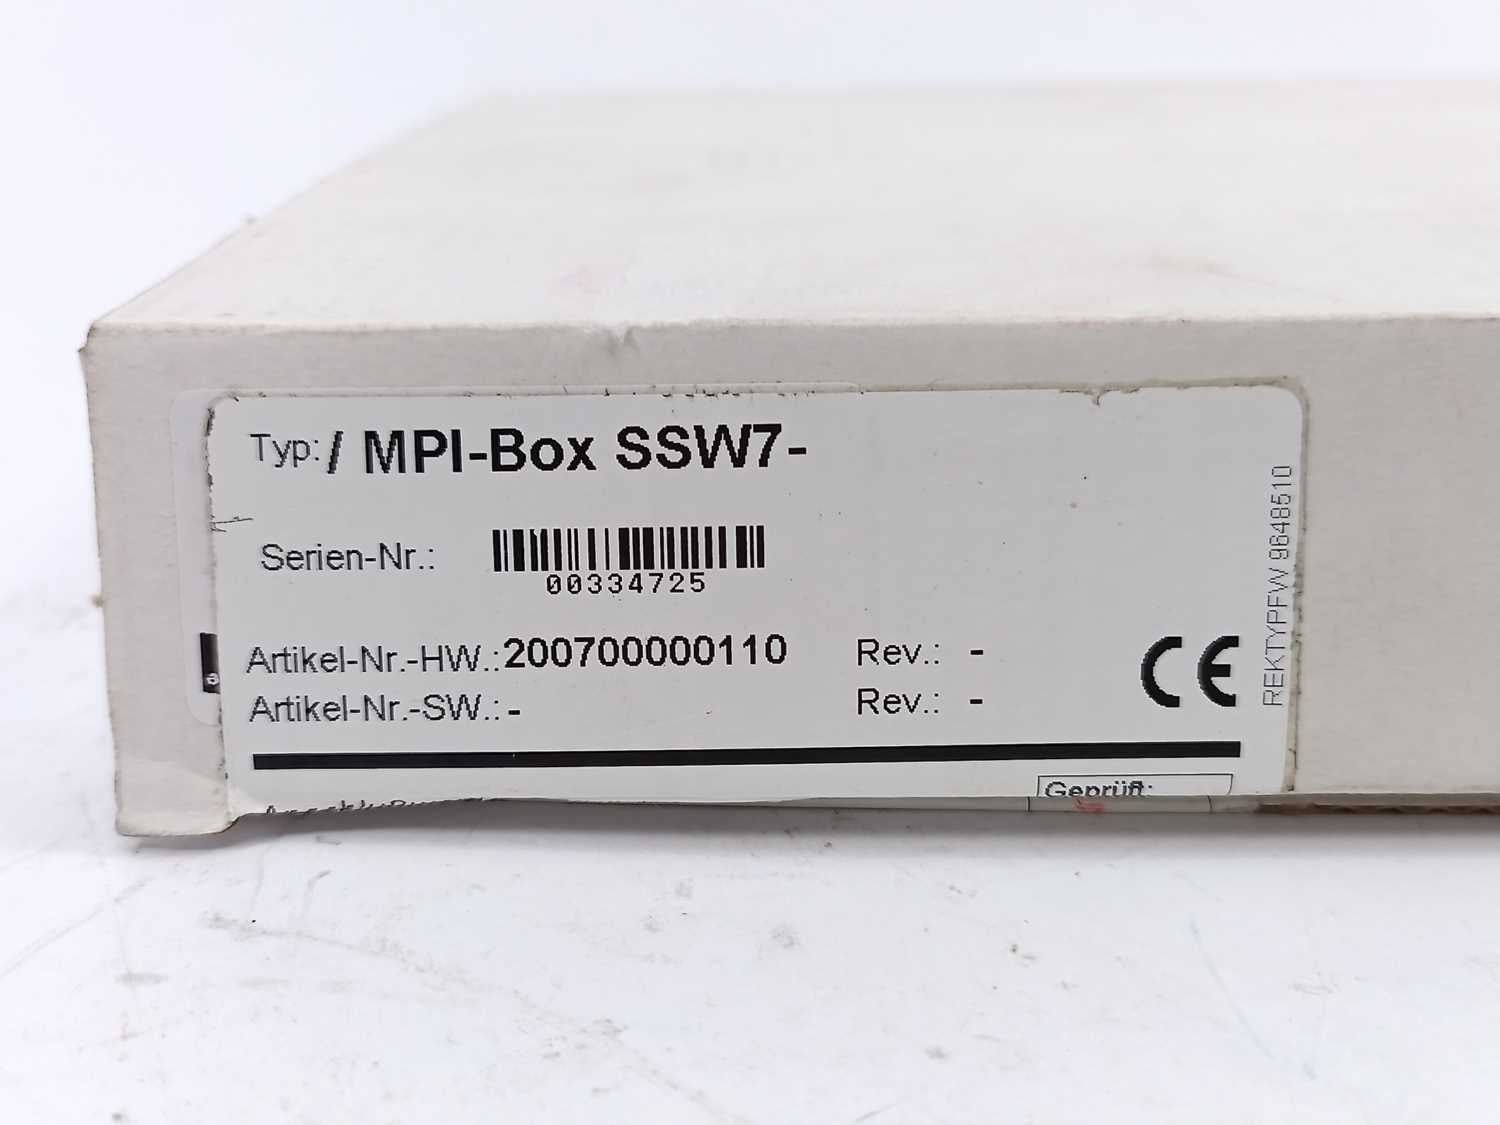 Typ: / MPI-Box SSW7-
Serien-Nr.:
00334725
Artikel-Nr.-HW.: 200700000110 Rev.: -
Artikel-Nr.-SW.: - Rev.: -
CE
REKTYPFW 9648510
Geprüft: